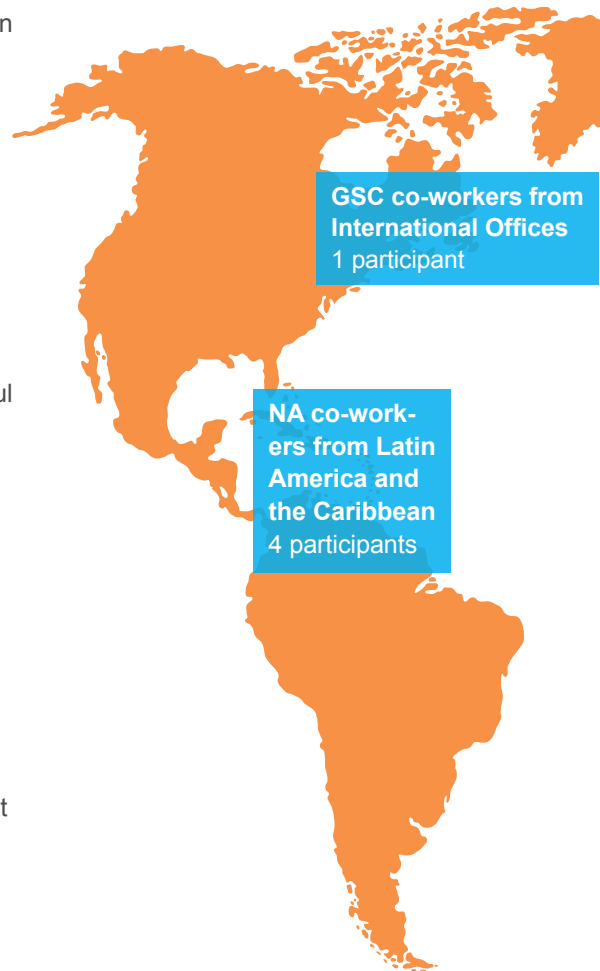 n
GSC co-workers from
International Offices
1 participant
ul
NA co-work-
ers from Latin
America and
the Caribbean
4 participants
t